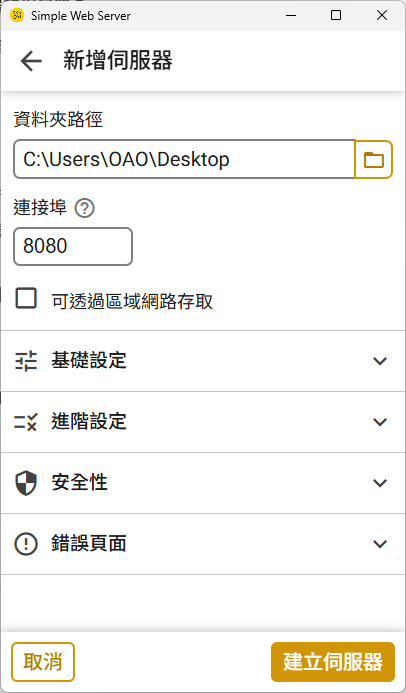 Simple Web Server
新增伺服器
資料夾路徑
C:\Users\OAO\Desktop
連接埠
8080
可透過區域網路存取
基礎設定
進階設定
安全性
錯誤頁面
取消
建立伺服器